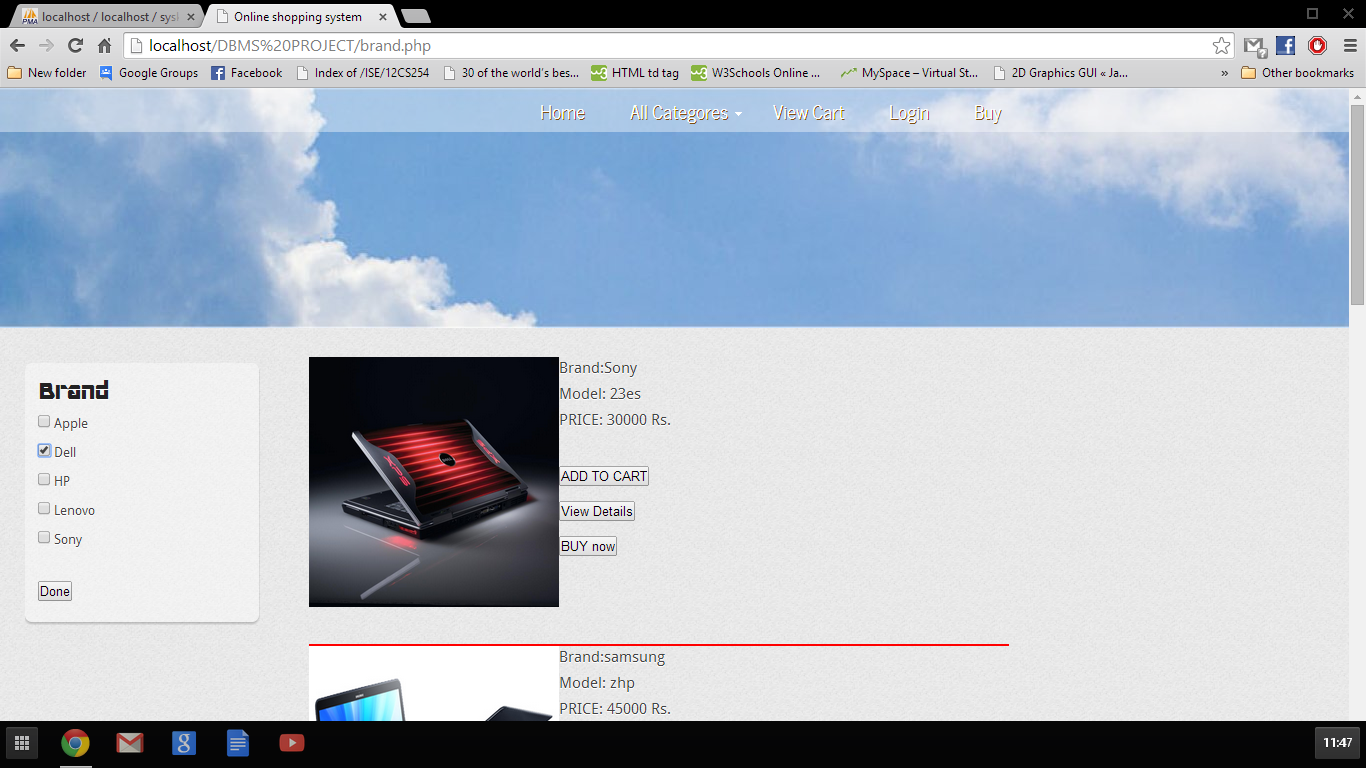 localhost / localhost / sysl
Online shopping system
localhost/DBMS%20PROJECT/brand.php
New folder Google Groups Facebook Index of /ISE/12CS254 30 of the world's bes... HTML td tag W3Schools Online ... MySpace – Virtual St... 2D Graphics GUI « Ja... » Other bookmarks
Home All Categores View Cart Login Buy
Brand
Apple
Dell
HP
Lenovo
Sony
Done
XPS
Brand:Sony
Model: 23es
PRICE: 30000 Rs.
ADD TO CART
View Details
BUY now
Brand:samsung
Model: zhp
PRICE: 45000 Rs.
11:47